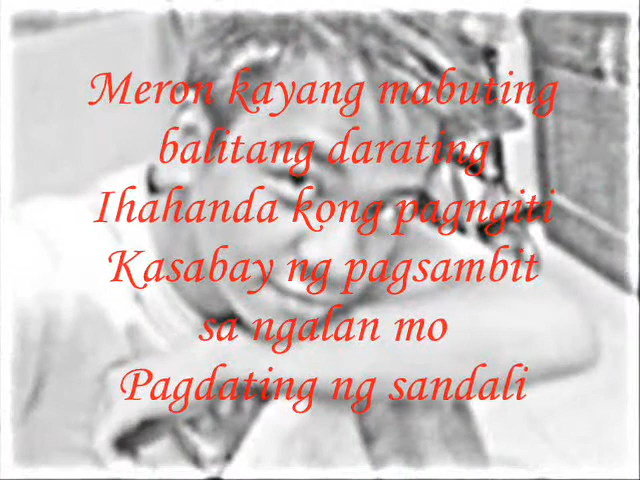 Meron kayang mabuting
balitang darating
Ihahanda kong pagngiti
Kasabay ng pagsambit
sa ngalan mo
Pagdating ng sandali